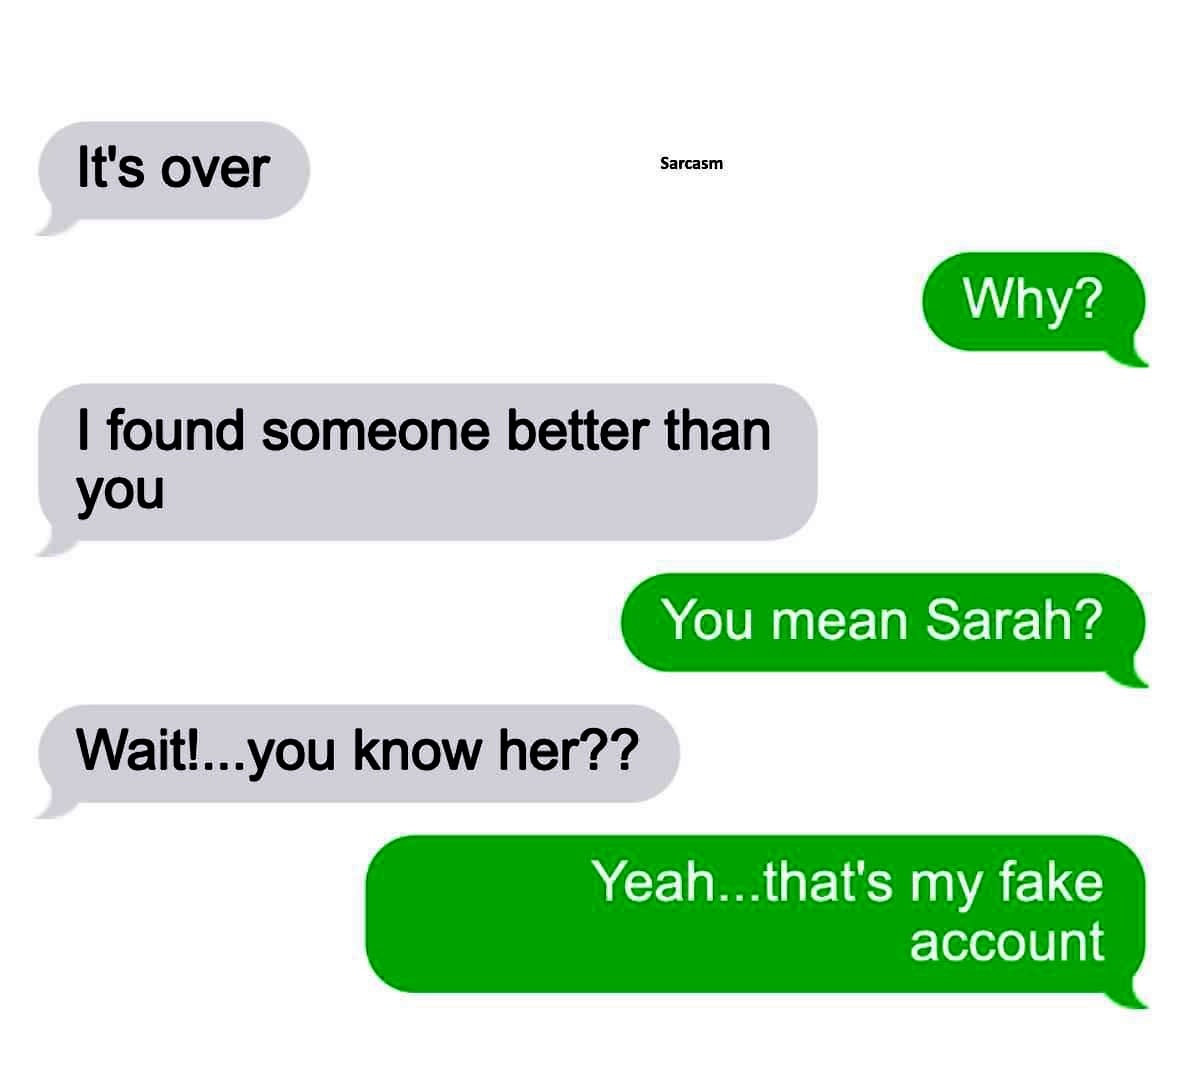 It's over
Sarcasm
Why?
I found someone better than
you
You mean Sarah?
Wait!...you know her??
Yeah...that's my fake
account